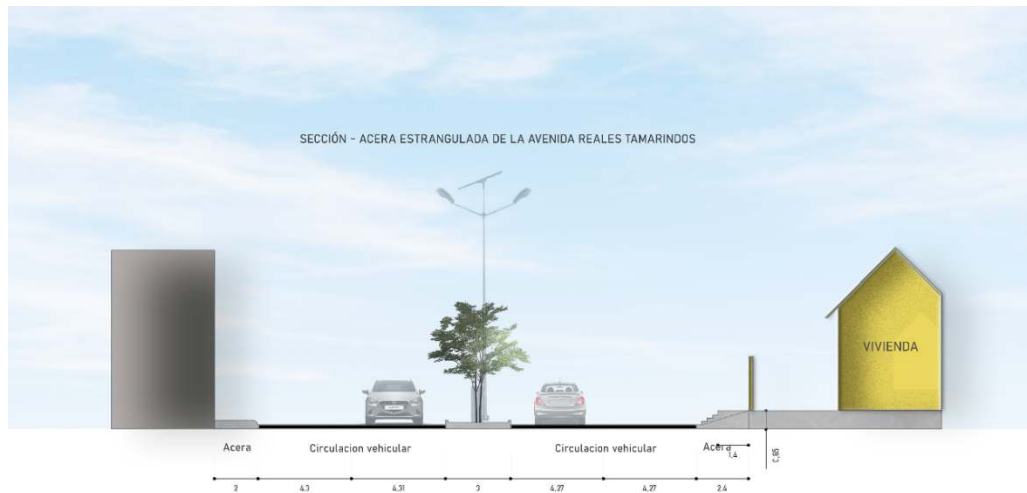 SECCIÓN - ACERA ESTRANGULADA DE LA AVENIDA REALES TAMARINDOS
VIVIENDA
Acera
Circulacion vehicular
Circulacion vehicular
Acera
1,4
0,85
2
4,3
4,31
3
4,27
4,27
2,4